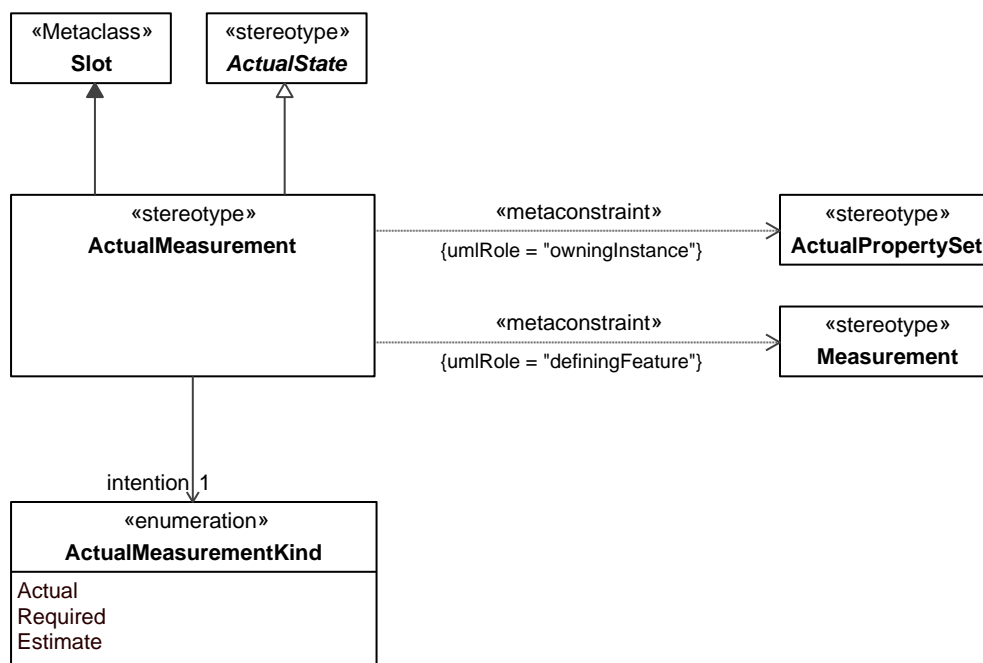 «Metaclass»
Slot
«stereotype»
ActualState
«stereotype»
ActualMeasurement
«metaconstraint»
{umlRole = "owningInstance"}
«stereotype»
ActualPropertySet
«metaconstraint»
{umlRole = "definingFeature"}
«stereotype»
Measurement
intention 1
«enumeration»
ActualMeasurementKind
Actual
Required
Estimate